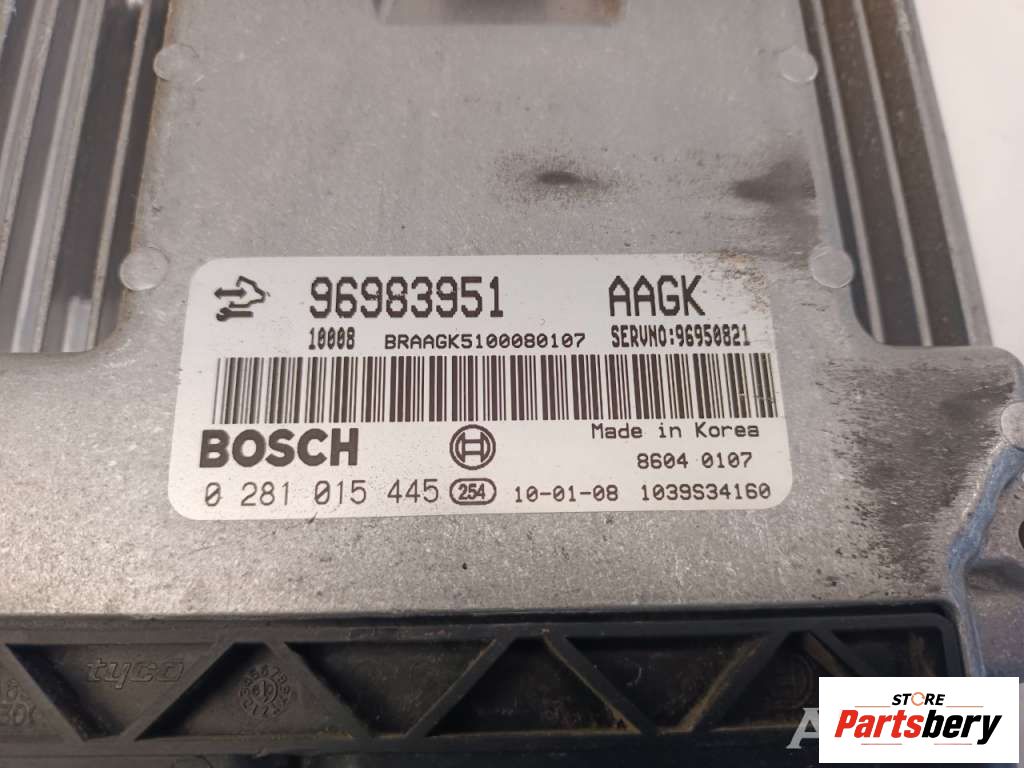 96983951 AAGK
10008 BRAAGK5100080107 SERVNO:96950821
BOSCH Made in Korea
8604 0107
0 281 015 445 254 10-01-08 1039S34160
tyco
STORE
Partsbery